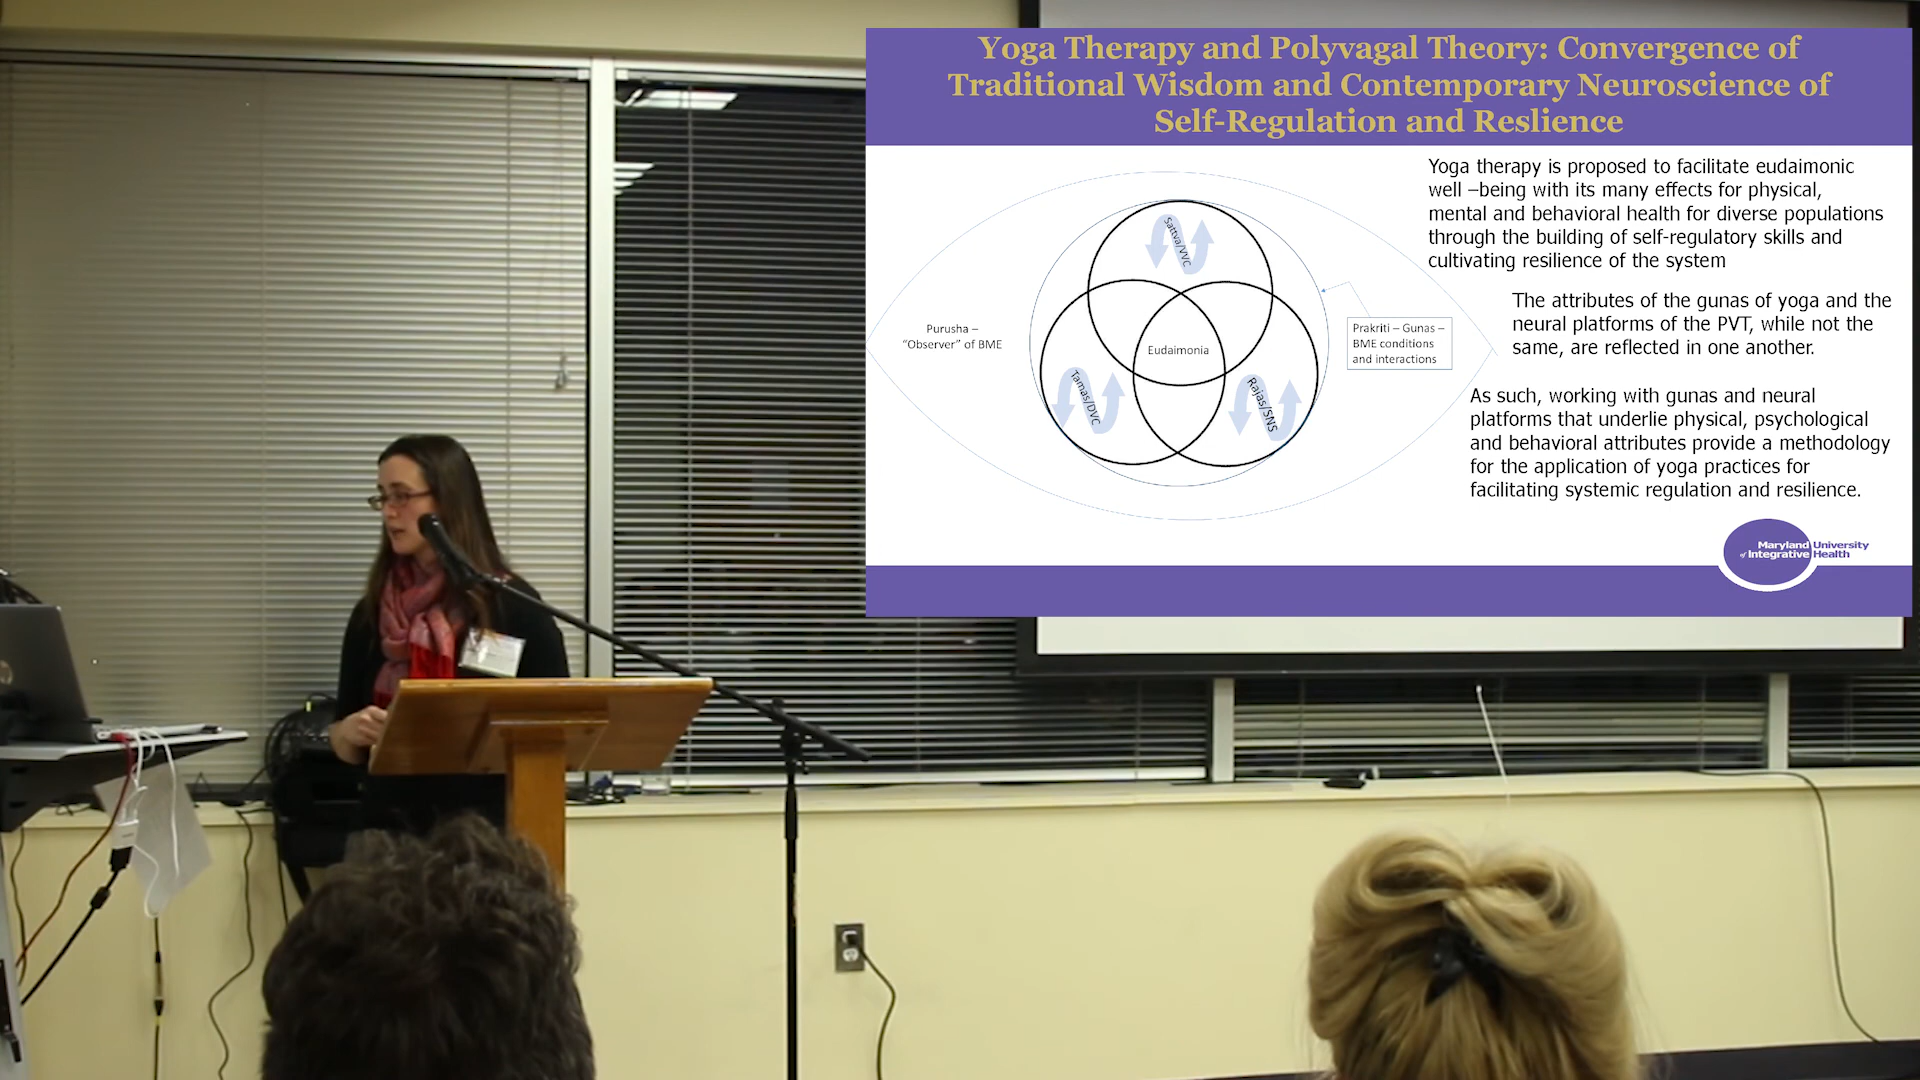 Yoga Therapy and Polyvagal Theory: Convergence of
Traditional Wisdom and Contemporary Neuroscience of
Self-Regulation and Reslience
Yoga therapy is proposed to facilitate eudaimonic
well –being with its many effects for physical,
mental and behavioral health for diverse populations
through the building of self-regulatory skills and
cultivating resilience of the system
The attributes of the gunas of yoga and the
neural platforms of the PVT, while not the
same, are reflected in one another.
As such, working with gunas and neural
platforms that underlie physical, psychological
and behavioral attributes provide a methodology
for the application of yoga practices for
facilitating systemic regulation and resilience.
Sattva/VVC
Purusha –
“Observer” of BME
Eudaimonia
Prakriti – Gunas –
BME conditions
and interactions
Tamas/DVC
Rajas/SNS
Maryland University
of Integrative Health